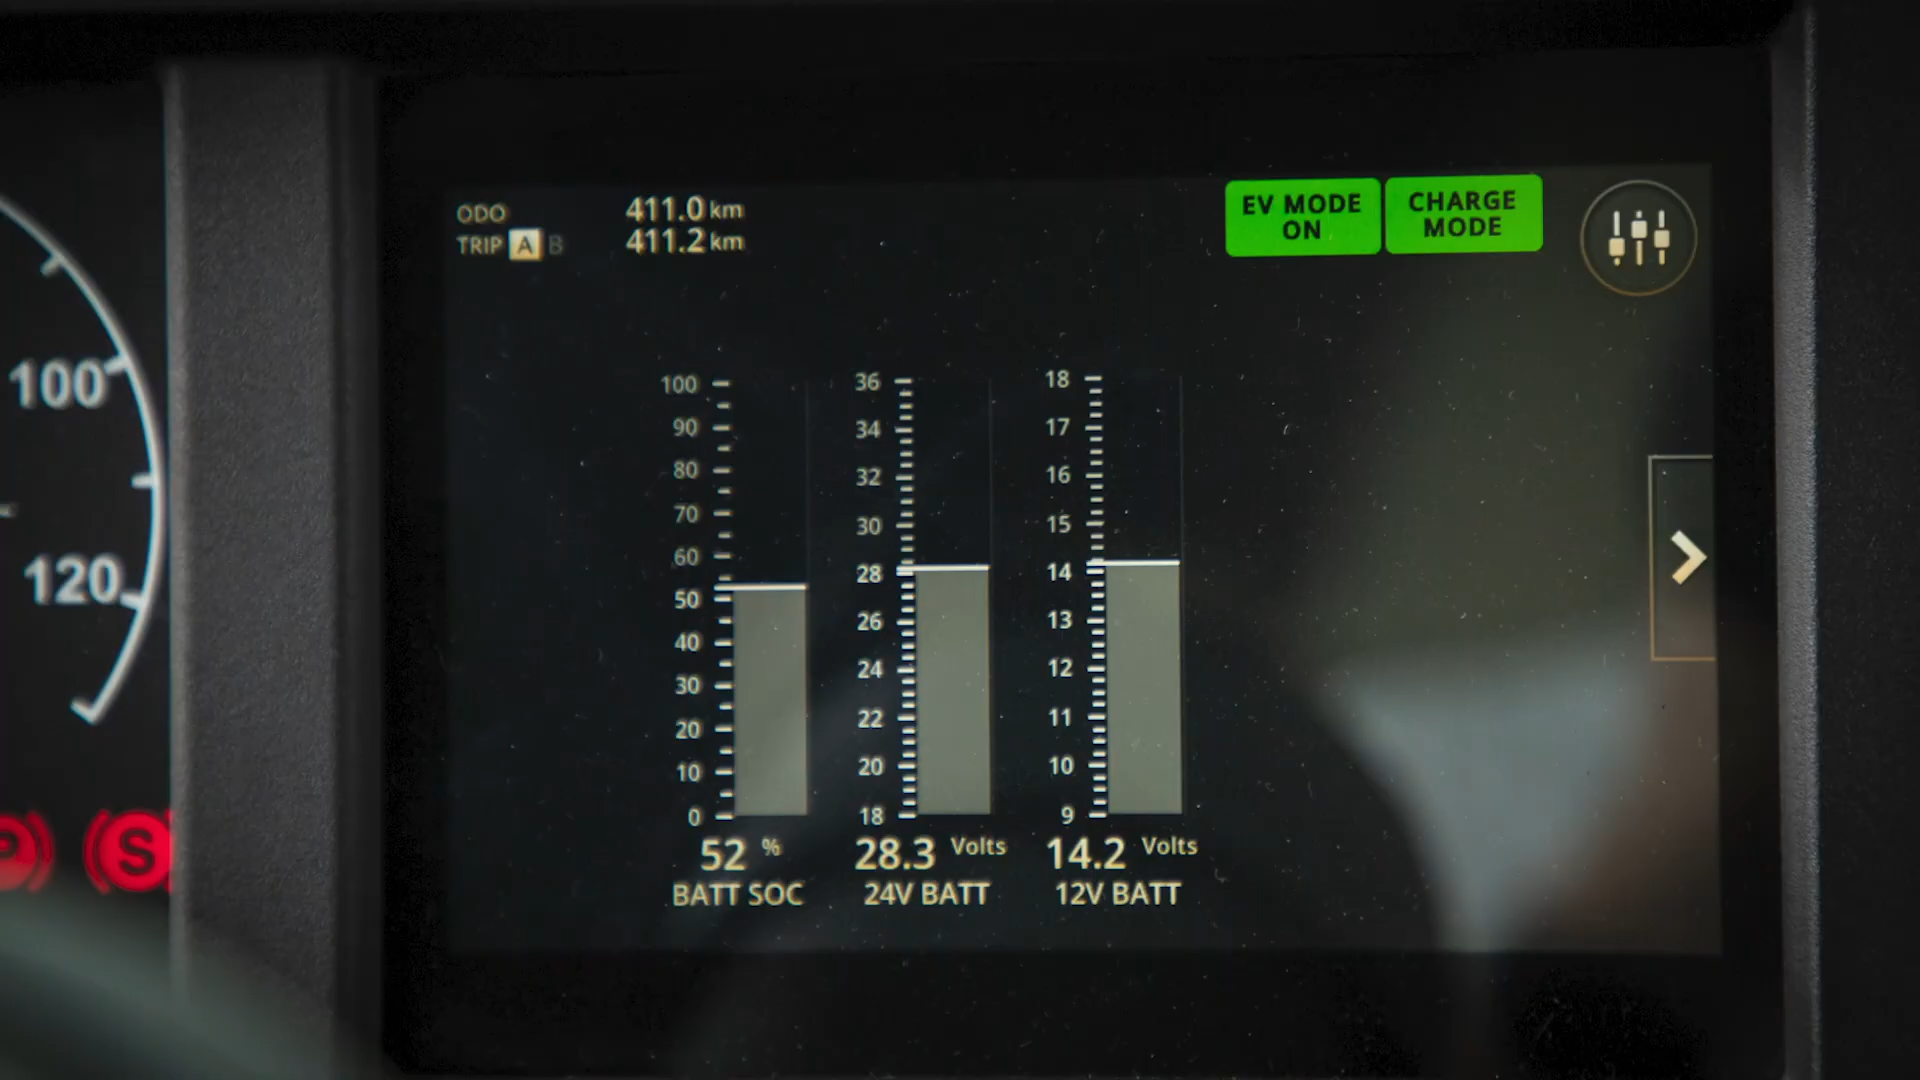 ODO 411.0 km
TRIP A B 411.2 km
EV MODE
ON
CHARGE
MODE
100
120
S
100
90
80
70
60
50
40
30
20
10
0
52 %
BATT SOC
36
34
32
30
28
26
24
22
20
18
28.3 Volts
24V BATT
18
17
16
15
14
13
12
11
10
9
14.2 Volts
12V BATT